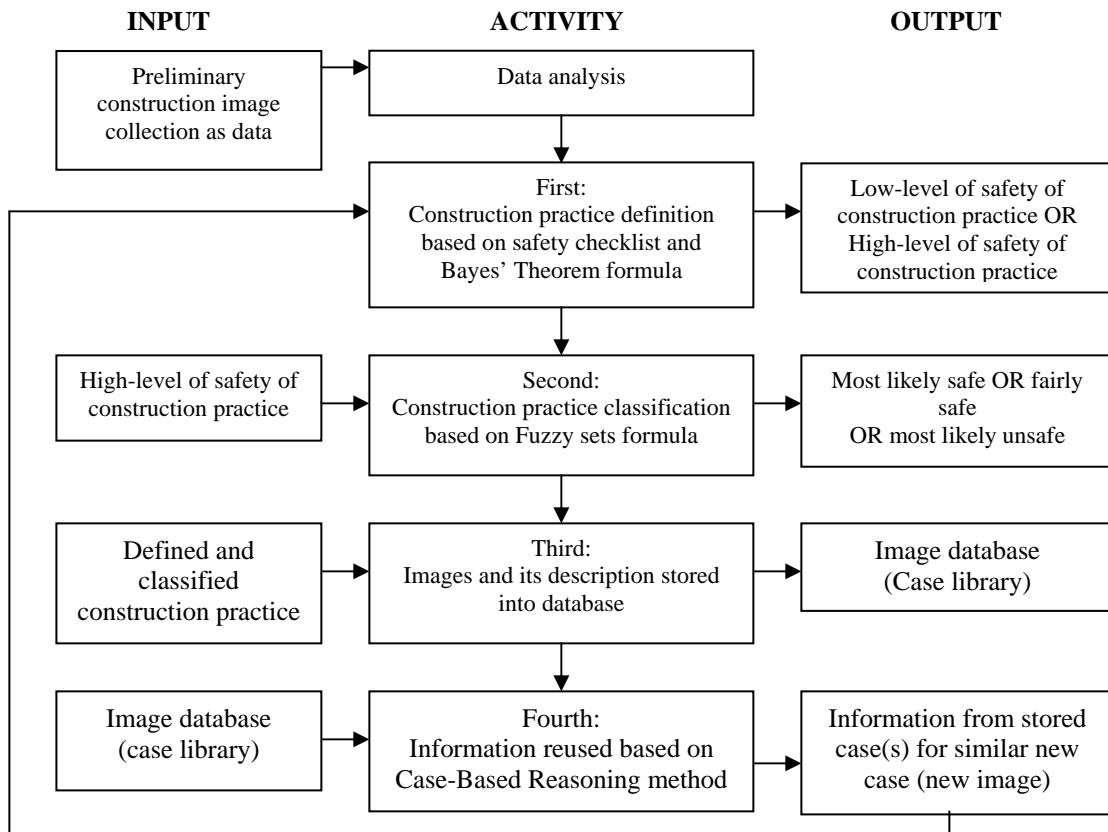 INPUT
ACTIVITY
OUTPUT
Preliminary
construction image
collection as data
Data analysis
First:
Construction practice definition
based on safety checklist and
Bayes’ Theorem formula
Low-level of safety of
construction practice OR
High-level of safety of
construction practice
High-level of safety of
construction practice
Second:
Construction practice classification
based on Fuzzy sets formula
Most likely safe OR fairly
safe
OR most likely unsafe
Defined and
classified
construction practice
Third:
Images and its description stored
into database
Image database
(Case library)
Image database
(case library)
Fourth:
Information reused based on
Case-Based Reasoning method
Information from stored
case(s) for similar new
case (new image)